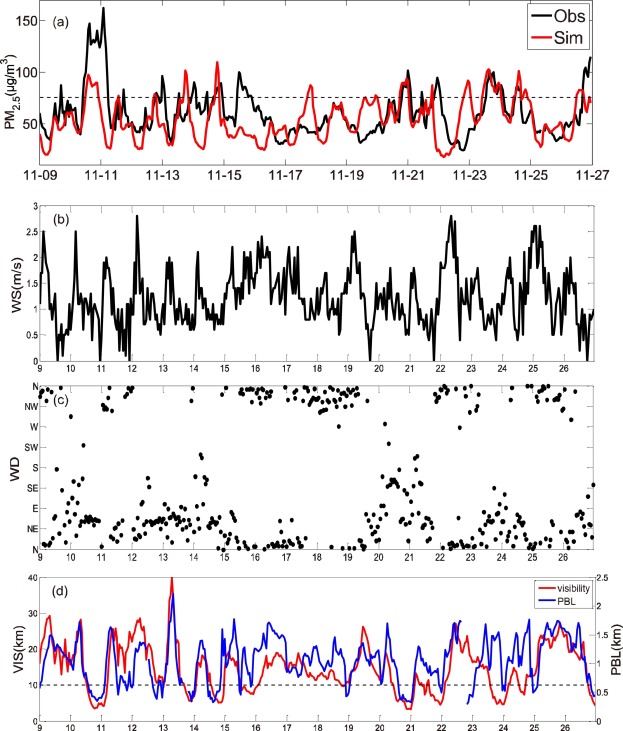 (a)
Obs
Sim
PM2.5(μg/m3)
150
100
50
11-09 11-11 11-13 11-15 11-17 11-19 11-21 11-23 11-25 11-27
(b)
WS(m/s)
3
2.5
2
1.5
1
0.5
0
9 10 11 12 13 14 15 16 17 18 19 20 21 22 23 24 25 26
(c)
WD
N
NW
W
SW
S
SE
E
NE
N
9 10 11 12 13 14 15 16 17 18 19 20 21 22 23 24 25 26
(d)
visibility
PBL
VIS(km)
40
30
20
10
0
PBL(km)
2.5
2
1.5
1
0.5
0
9 10 11 12 13 14 15 16 17 18 19 20 21 22 23 24 25 26